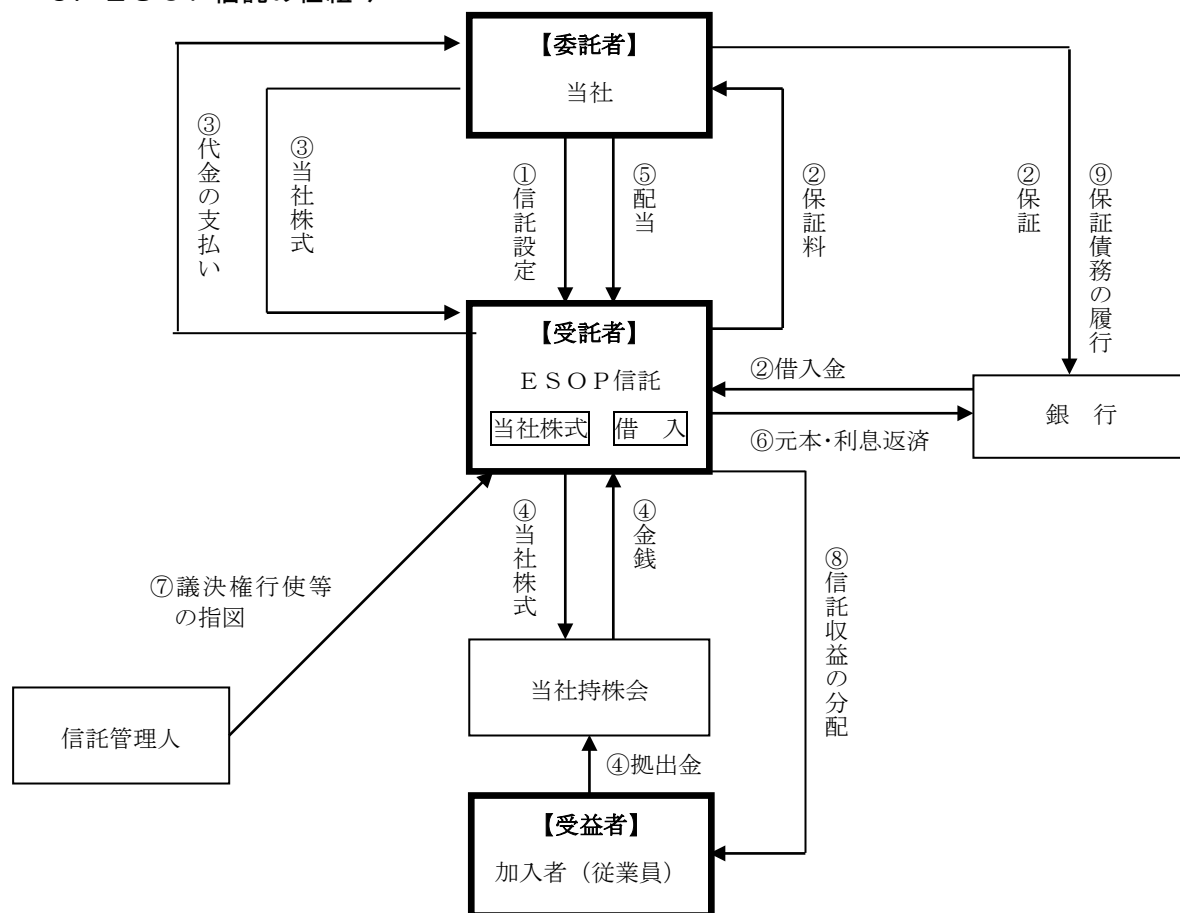 【委託者】
当社
③代金の支払い
③当社株式
①信託設定
⑤配当
②保証料
②保証
⑨保証債務の履行
【受託者】
ＥＳＯＰ信託
当社株式
借　入
②借入金
⑥元本・利息返済
銀　行
④当社株式
④金銭
⑧信託収益の分配
⑦議決権行使等
の指図
信託管理人
当社持株会
④拠出金
【受益者】
加入者（従業員）